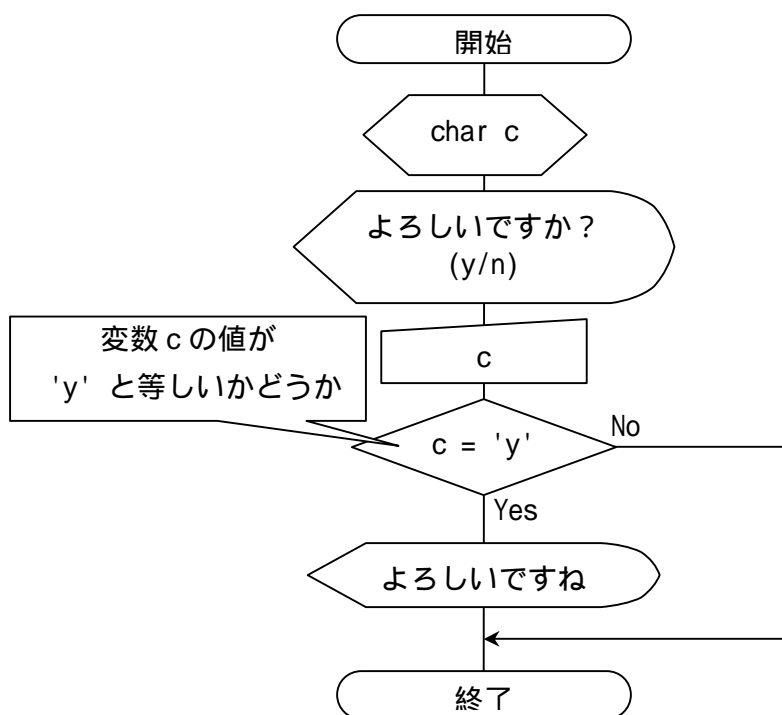 開始
char c
よろしいですか？
(y/n)
変数 c の値が
'y' と等しいかどうか
c
c = 'y'
No
Yes
よろしいですね
終了